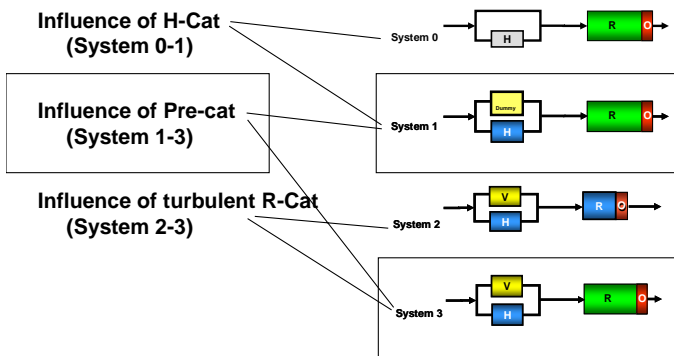 Influence of H-Cat
(System 0-1)
System 0
H
R
O
Influence of Pre-cat
(System 1-3)
System 1
Dummy
H
R
O
Influence of turbulent R-Cat
(System 2-3)
System 2
V
H
R
O
System 3
V
H
R
O